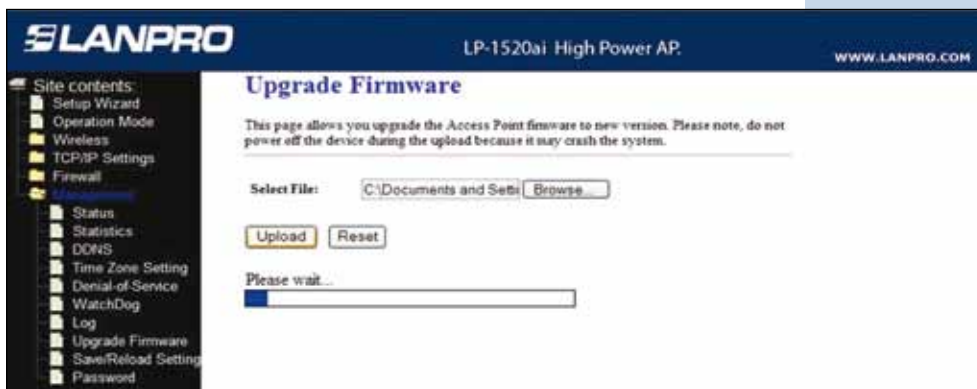 LANPRO
LP-1520ai High Power AP.
WWW.LANPRO.COM
Site contents:
Setup Wizard
Operation Mode
Wireless
TCP/IP Settings
Firewall
Management
Status
Statistics
DDNS
Time Zone Setting
Denial-of-Service
WatchDog
Log
Upgrade Firmware
Save/Reload Setting
Password
Upgrade Firmware
This page allows you upgrade the Access Point firmware to new version. Please note, do not
power off the device during the upload because it may crash the system.
Select File:
C:\Documents and Setti
Browse...
Upload
Reset
Please wait...